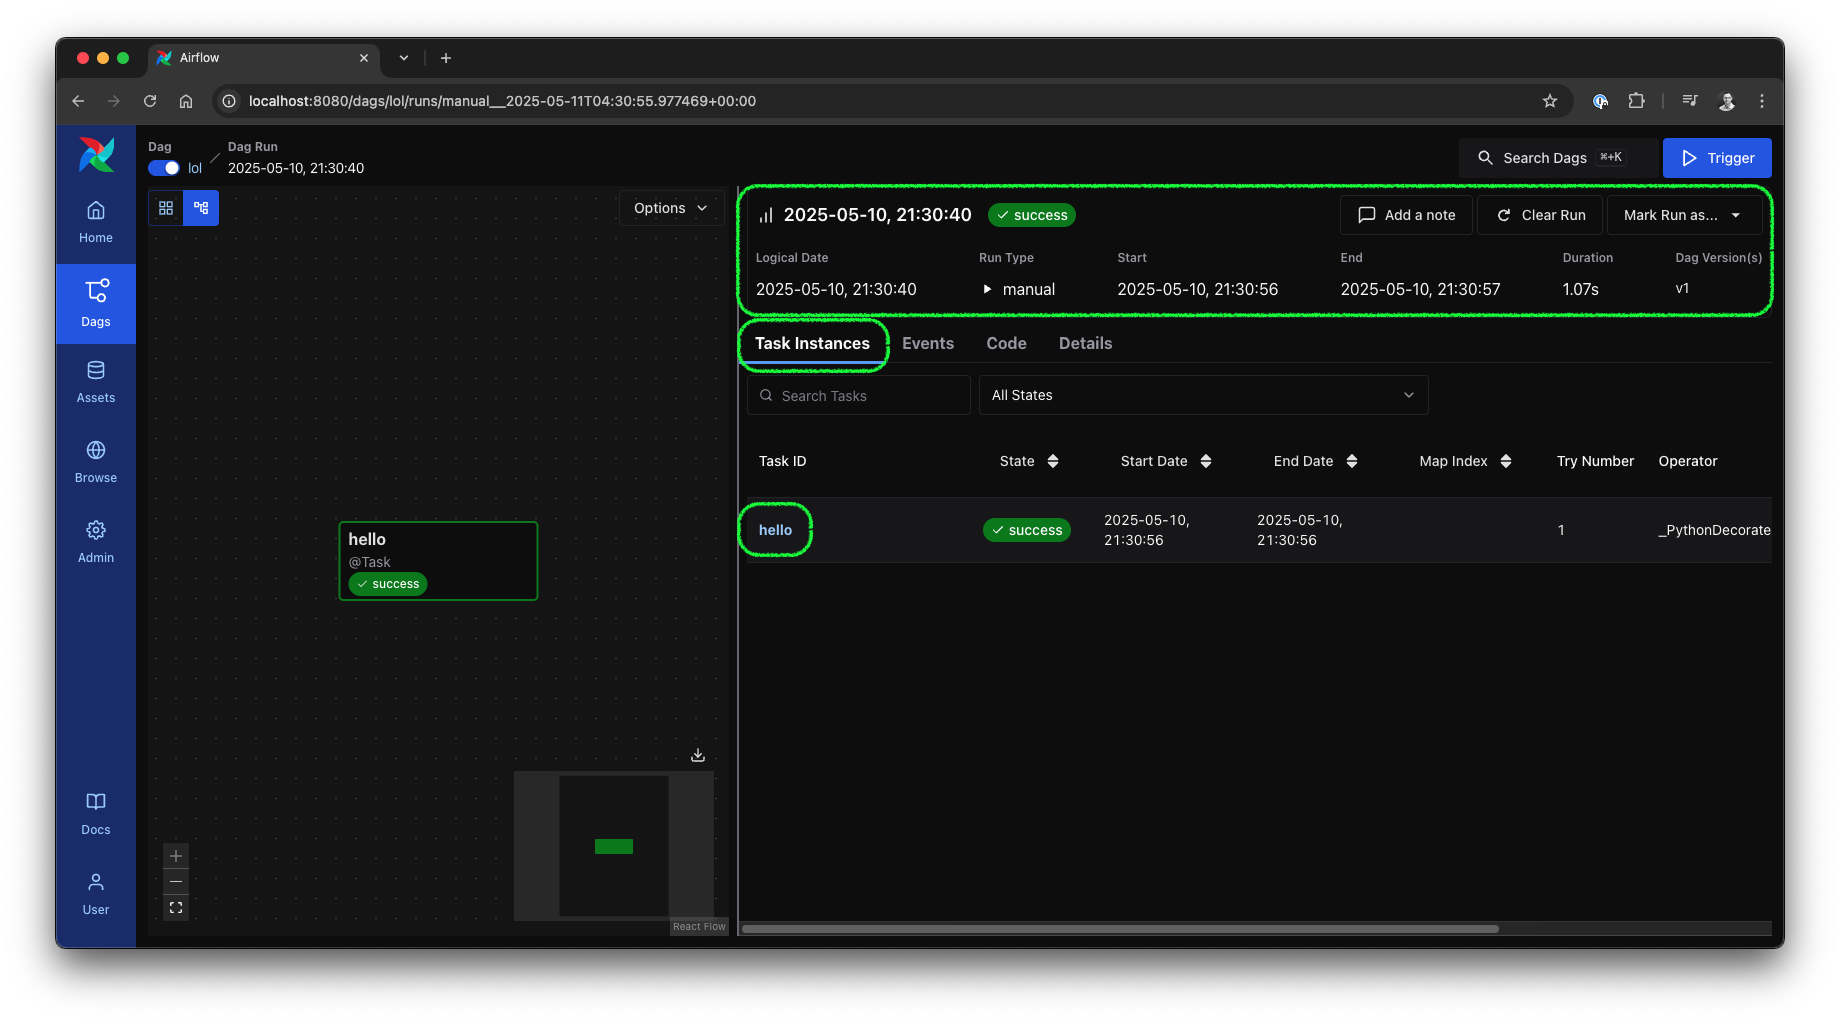 Airflow
localhost:8080/dags/lol/runs/manual__2025-05-11T04:30:55.977469+00:00
Dag
lol
Dag Run
2025-05-10, 21:30:40
Search Dags ⌘+K
Trigger
Home
Dags
Assets
Browse
Admin
Docs
User
Options
hello
@Task
success
React Flow
2025-05-10, 21:30:40 success
Add a note
Clear Run
Mark Run as...
Logical Date Run Type Start End Duration Dag Version(s)
2025-05-10, 21:30:40 manual 2025-05-10, 21:30:56 2025-05-10, 21:30:57 1.07s v1
Task Instances Events Code Details
Search Tasks
All States
Task ID State Start Date End Date Map Index Try Number Operator
hello success 2025-05-10, 21:30:56 2025-05-10, 21:30:56 1 _PythonDecorate